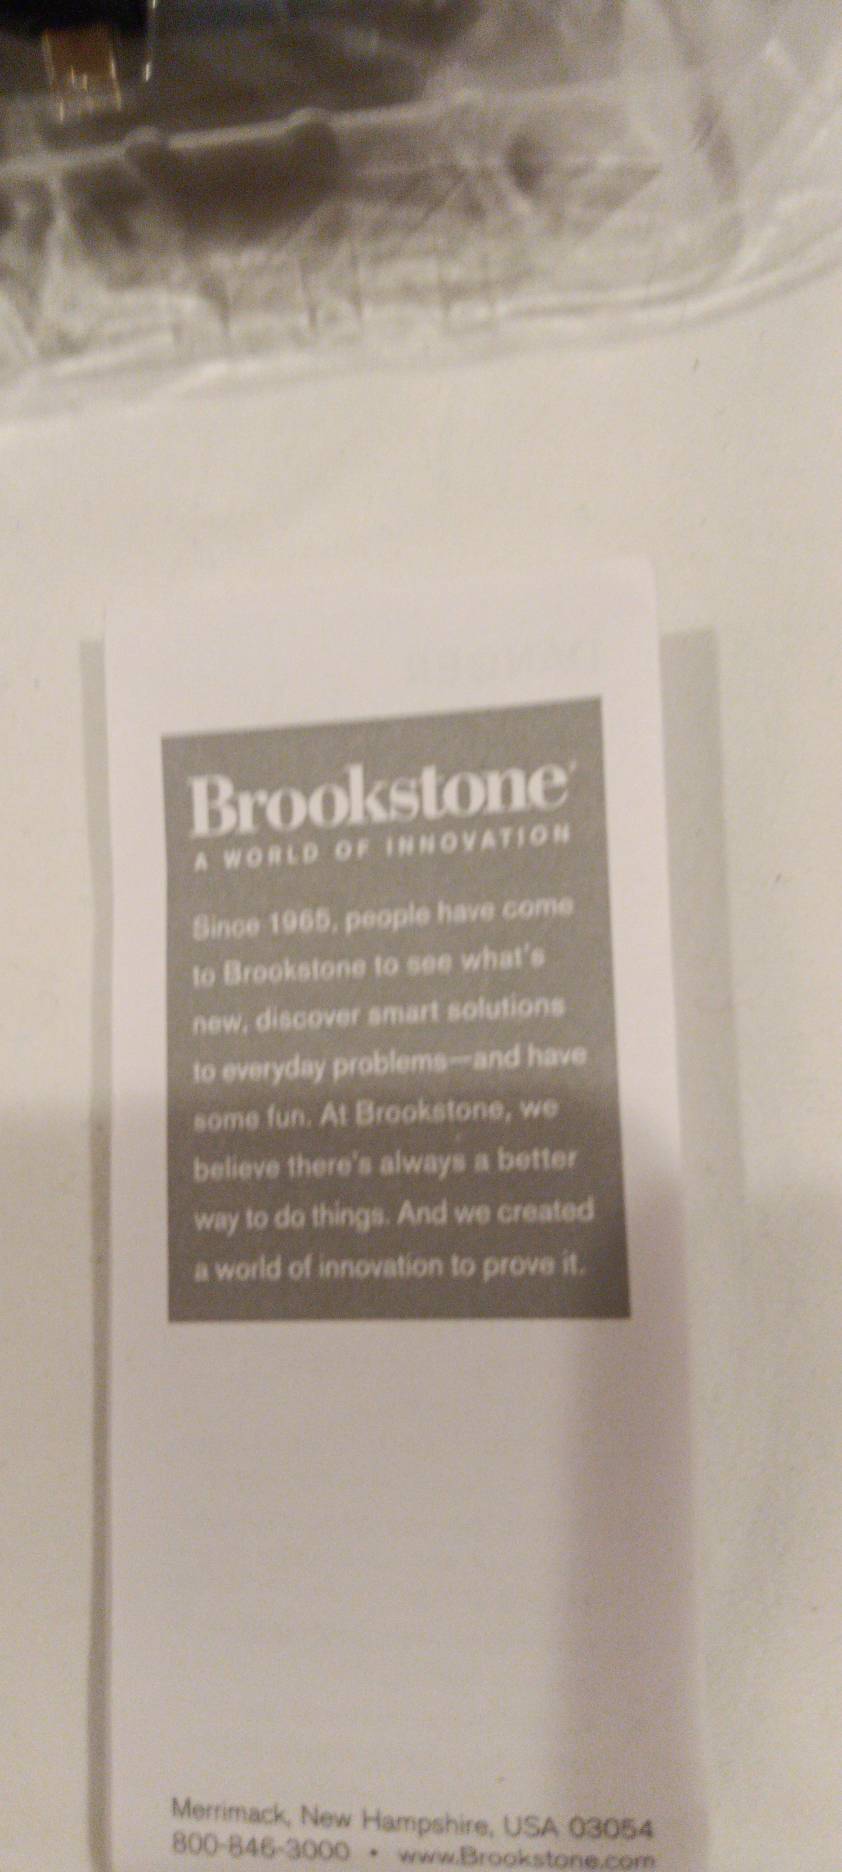 Brookstone®
A WORLD OF INNOVATION
Since 1965, people have come
to Brookstone to see what's
new, discover smart solutions
to everyday problems—and have
some fun. At Brookstone, we
believe there's always a better
way to do things. And we created
a world of innovation to prove it.
Merrimack, New Hampshire, USA 03054
800-846-3000 • www.Brookstone.com